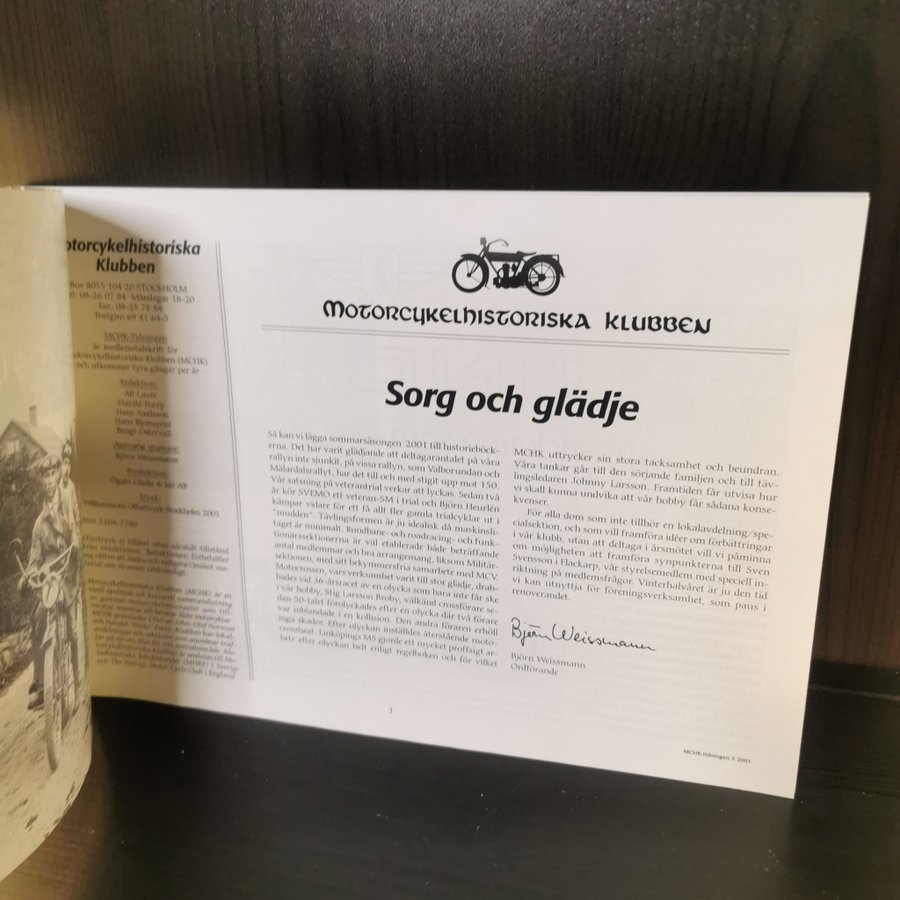 otorcykelhistoriska
Klubben
Box 8055 104 20 STOCKHOLM
08-26 07 84 Måndagar 18-20
Fax 08-25 78 84
Postgiro 69 41 64-5
MCHK-Tidningen
är medlemstidskrift för
otorcykelhistoriska Klubben (MCHK)
och utkommer fyra gånger per år
Redaktion:
Alf Laver
Harald Perry
Hans Axelsson
Hans Blomqvist
Bengt Östervall
Ansvarig utgivare:
Björn Weissmann
Produktion:
Ögats Glädje & Idé AB
Tryck:
Williamssons Offsettryck Stockholm 2001
MOTORCYKELHISTORISKA KLUBBEN
Sorg och glädje
Så kan vi lägga sommarsäsongen 2001 till historieböck-
erna. Det har varit glädjande att deltagarantalet på våra
rallyn inte sjunkit, på vissa rallyn, som Valborundan och
Mälardalsrallyt, har det till och med stigit upp mot 150.
Vår satsning på veterantrial verkar att lyckas. Sedan två
år kör SVEMO ett veteran-SM i trial och Björn Heurlén
kämpar vidare för ett få allt fler gamla trialcyklar ut i
"mudden". Tävlingsformen är ju idealisk då maskinsli-
taget är minimalt. Rundbane- och roadracing- och funk-
tionärssektionerna är väl etablerade både beträffande
antal medlemmar och bra arrangemang, liksom Militär-
sektionen, med sitt bekymmersfria samarbete med MCV.
Motocrossen, vars verksamhet varit till stor glädje, drab-
bades vid 36-årsracet av en olycka som bara inte får ske
i vår hobby, Stig Larsson Broby, välkänd crossförare se-
dan 50-talet förolyckades efter en olycka där två förare
var inblandade i en kollision. Den andra föraren erhöll
inga skador. Efter olyckan inställdes återstående moto-
crossheat. Linköpings MS gjorde ett mycket proffsigt ar-
bete efter olyckan helt enligt regelboken och för vilket
MCHK uttrycker sin stora tacksamhet och beundran.
Våra tankar går till den sörjande familjen och till täv-
lingsledaren Johnny Larsson. Framtiden får utvisa hur
vi skall kunna undvika att vår hobby får sådana konse-
kvenser.
För alla dom som inte tillhör en lokalavdelning/spe-
cialsektion, och som vill framföra idéer om förbättringar
i vår klubb, utan att deltaga i årsmötet vill vi påminna
om möjligheten att framföra synpunkterna till Sven
Svensson i Flackarp, vår styrelsemedlem med speciell in-
riktning på medlemsfrågor. Vinterhalvåret är ju den tid
vi kan utnyttja för föreningsverksamhet, som paus i
renoverandet.
Björn Weissmann
Björn Weissmann
Ordförande
1
MCHK tidningen 3 2001